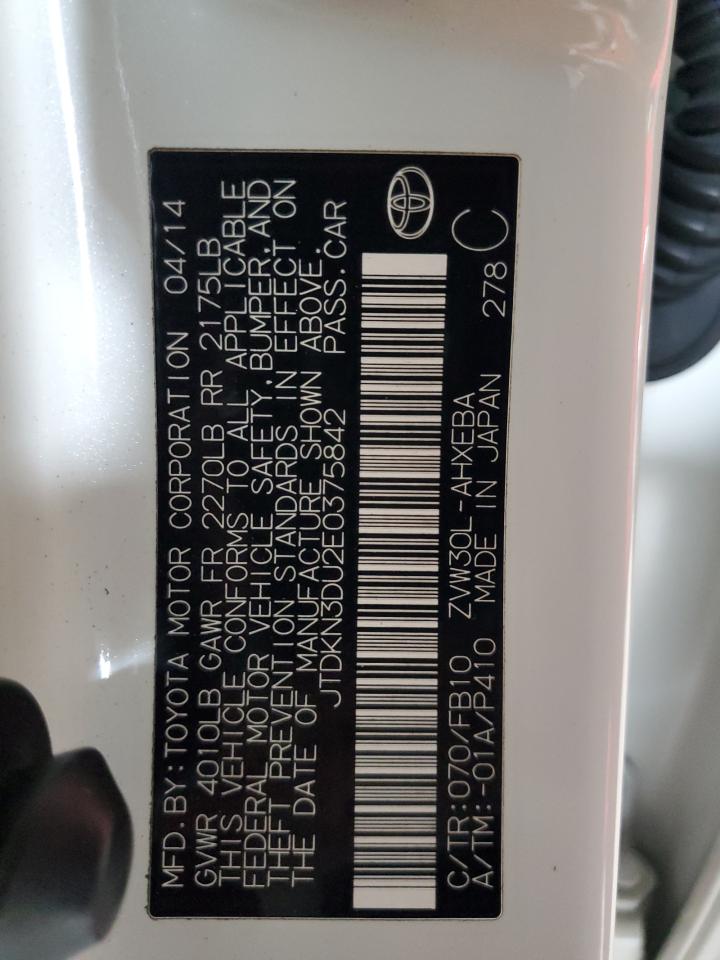 MFD.BY:TOYOTA MOTOR CORPORATION 04/14
GVWR 4010LB GAWR FR 2270LB RR 2175LB
THIS VEHICLE CONFORMS TO ALL APPLICABLE
FEDERAL MOTOR VEHICLE SAFETY,BUMPER,AND
THEFT PREVENTION STANDARDS IN EFFECT ON
THE DATE OF MANUFACTURE SHOWN ABOVE.
JTDKN3DU2E0375842 PASS.CAR
C/TR:070/FB10 ZVW30L-AHXEBA
A/TM:-01A/P410 MADE IN JAPAN 278 C